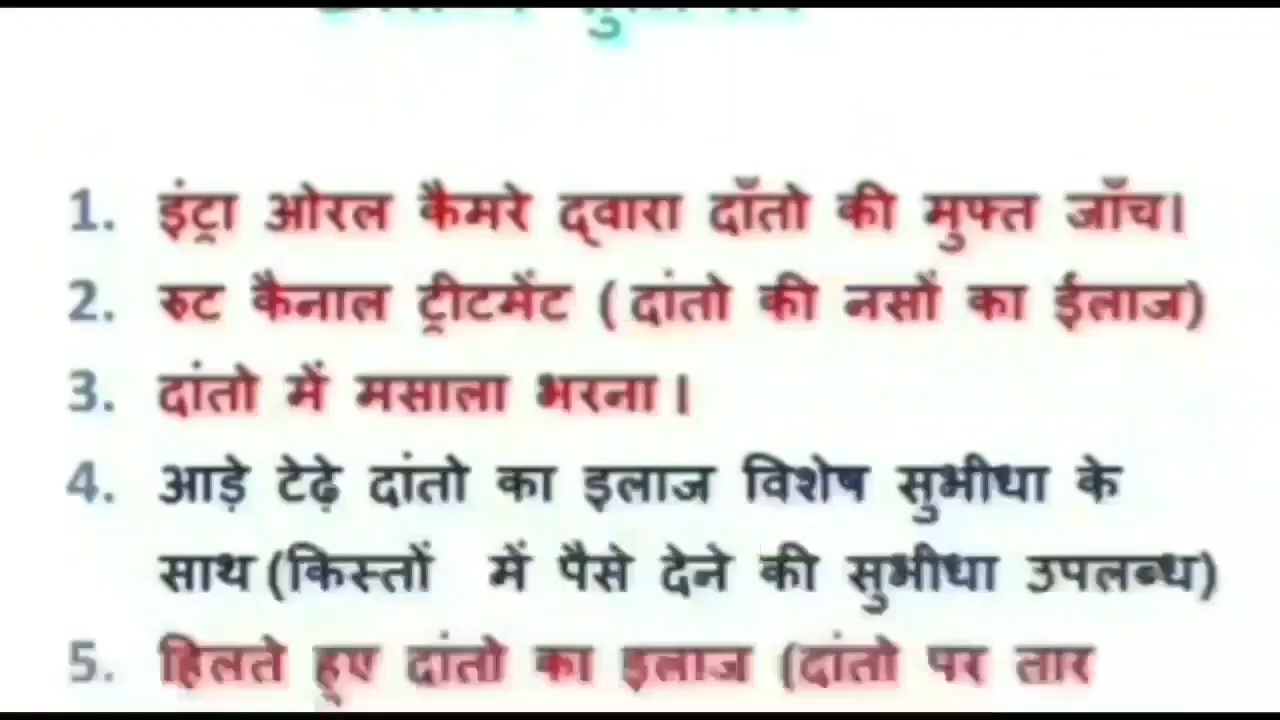 1. इंट्रा ओरल कैमरे द्वारा दाँतो की मुफ्त जाँच।
2. रुट कैनाल ट्रीटमेंट ( दांतो की नसों का ईलाज)
3. दांतो में मसाला भरना ।
4. आड़े टेढ़े दांतो का इलाज विशेष सुभीधा के
साथ (किस्तों में पैसे देने की सुभीधा उपलब्ध)
5. हिलते हुए दांतो का इलाज (दांतो पर तार